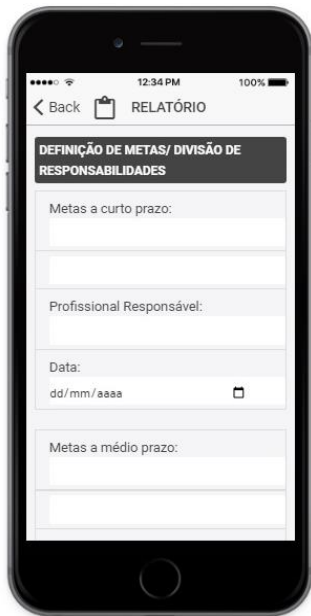 12:34 PM 100%
Back RELATÓRIO
DEFINIÇÃO DE METAS/ DIVISÃO DE
RESPONSABILIDADES
Metas a curto prazo:
Profissional Responsável:
Data:
dd/mm/aaaa
Metas a médio prazo: